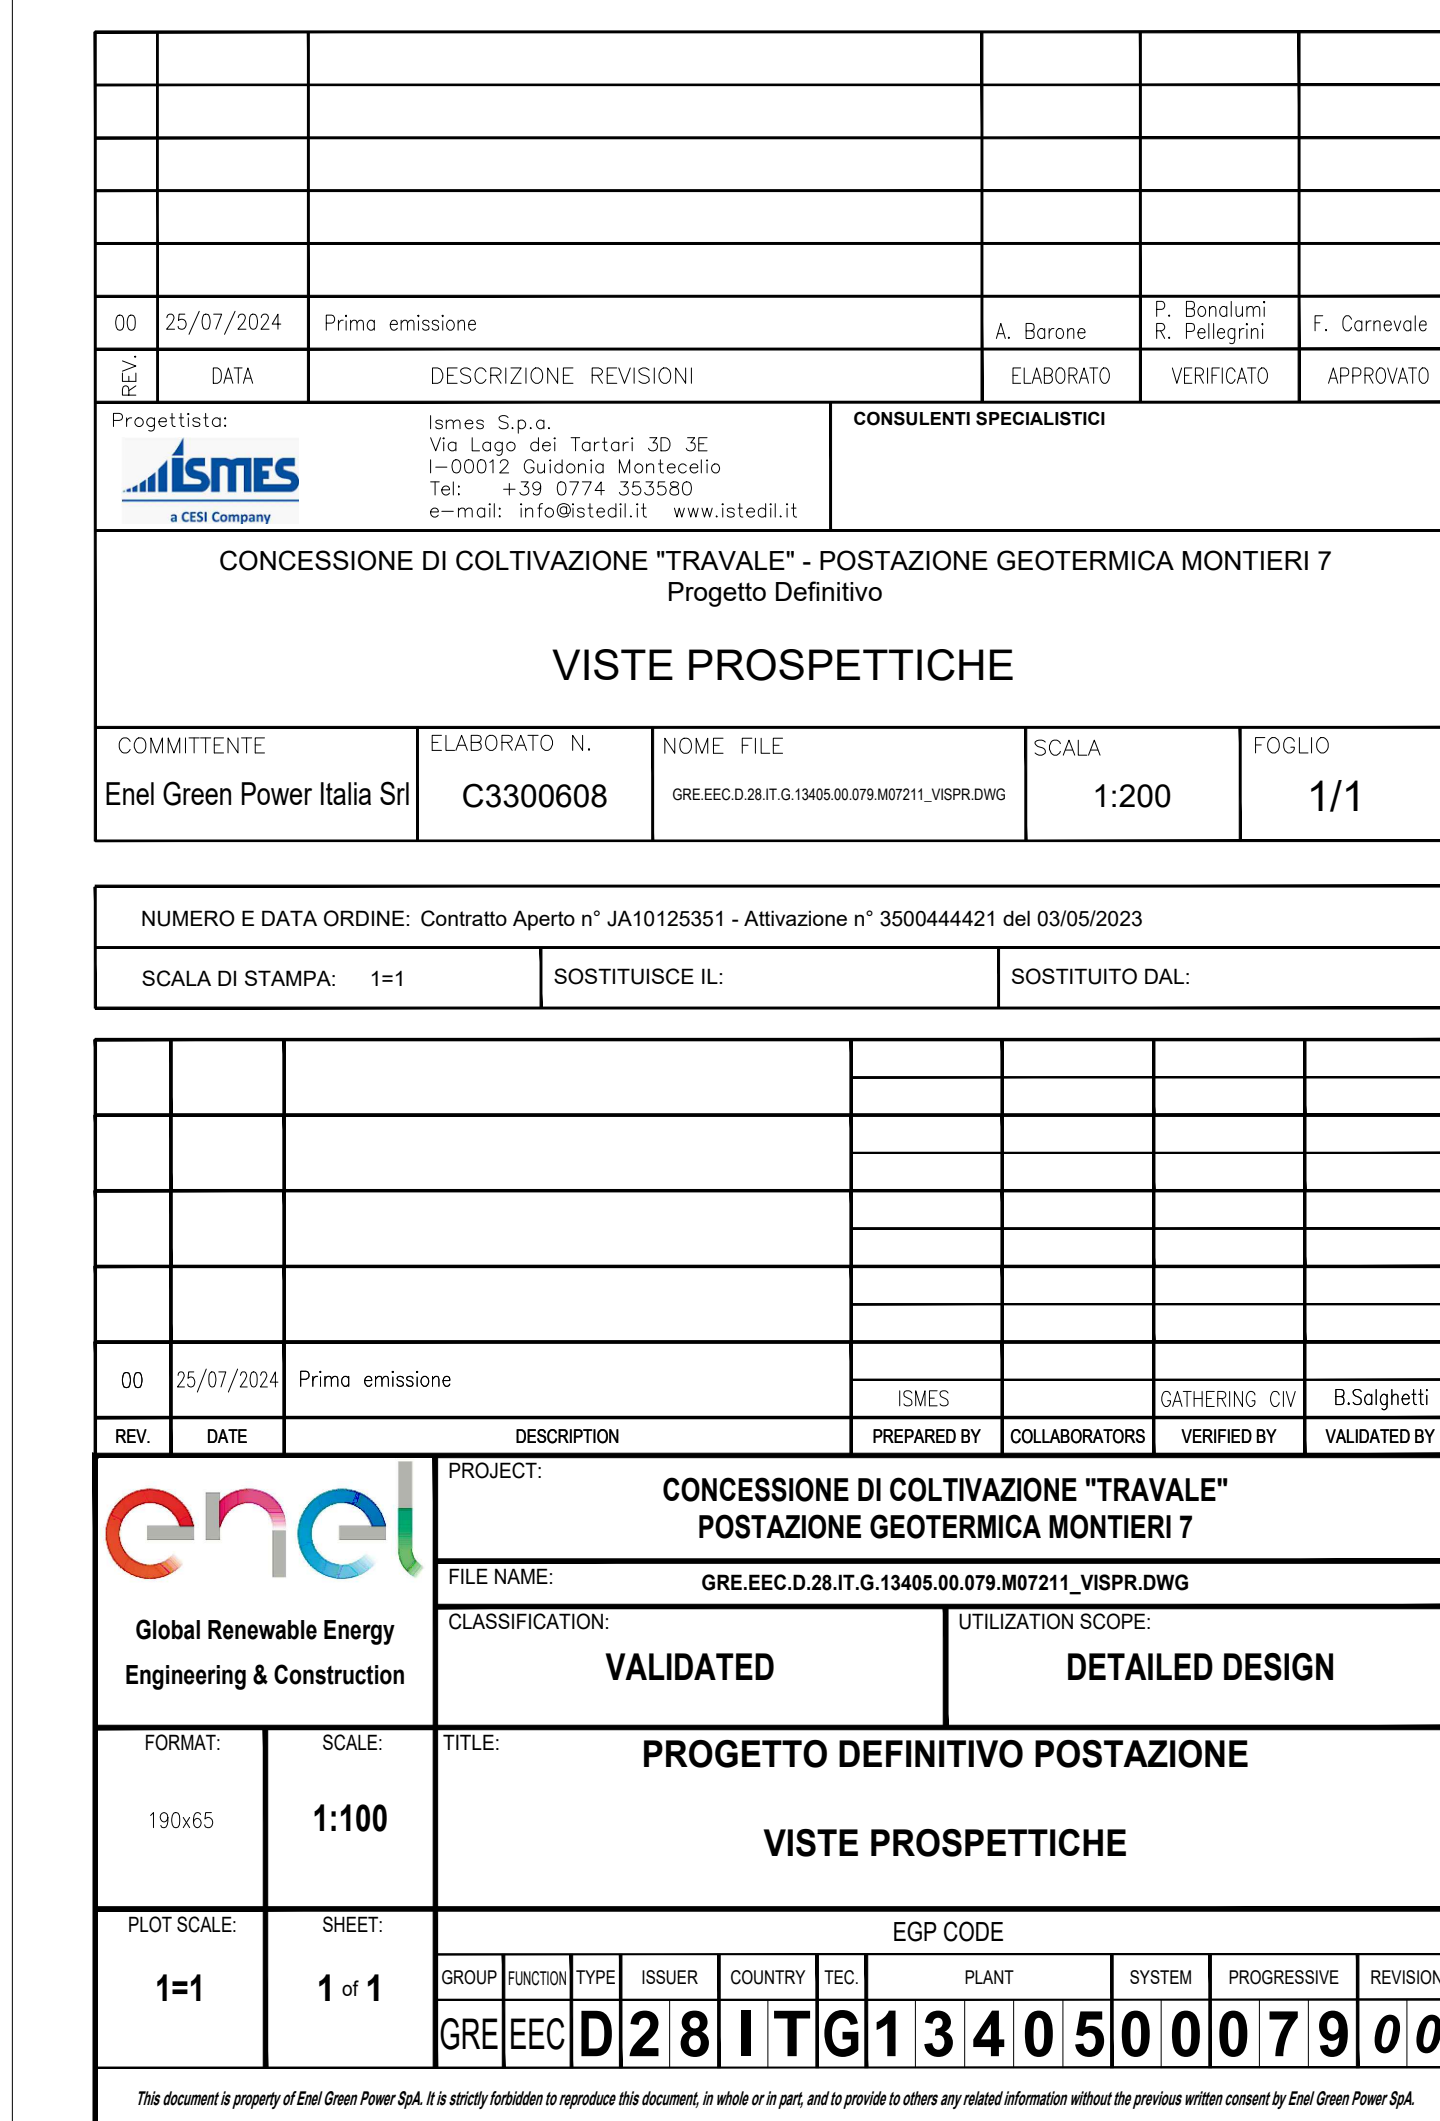 00 25/07/2024 Prima emissione A. Barone P. Bonalumi R. Pellegrini F. Carnevale
REV. DATA DESCRIZIONE REVISIONI ELABORATO VERIFICATO APPROVATO
Progettista:
ISMES
a CESI Company
Ismes S.p.a.
Via Lago dei Tartari 3D 3E
I-00012 Guidonia Montecelio
Tel: +39 0774 353580
e-mail: info@istedil.it www.istedil.it
CONSULENTI SPECIALISTICI
CONCESSIONE DI COLTIVAZIONE "TRAVALE" - POSTAZIONE GEOTERMICA MONTIERI 7
Progetto Definitivo
VISTE PROSPETTICHE
COMMITTENTE ELABORATO N. NOME FILE SCALA FOGLIO
Enel Green Power Italia Srl C3300608 GRE.EEC.D.28.IT.G.13405.00.079.M07211_VISPR.DWG 1:200 1/1
NUMERO E DATA ORDINE: Contratto Aperto n° JA10125351 - Attivazione n° 3500444421 del 03/05/2023
SCALA DI STAMPA: 1=1 SOSTITUISCE IL: SOSTITUITO DAL:
00 25/07/2024 Prima emissione ISMES GATHERING CIV B.Salghetti
REV. DATE DESCRIPTION PREPARED BY COLLABORATORS VERIFIED BY VALIDATED BY
enel
Global Renewable Energy
Engineering & Construction
PROJECT:
CONCESSIONE DI COLTIVAZIONE "TRAVALE"
POSTAZIONE GEOTERMICA MONTIERI 7
FILE NAME: GRE.EEC.D.28.IT.G.13405.00.079.M07211_VISPR.DWG
CLASSIFICATION: UTILIZATION SCOPE:
VALIDATED DETAILED DESIGN
FORMAT: SCALE: TITLE:
190x65 1:100
PROGETTO DEFINITIVO POSTAZIONE
VISTE PROSPETTICHE
PLOT SCALE: SHEET:
1=1 1 of 1
EGP CODE
GROUP FUNCTION TYPE ISSUER COUNTRY TEC. PLANT SYSTEM PROGRESSIVE REVISION
GRE EEC D 2 8 I T G 1 3 4 0 5 0 0 0 7 9 0 0
This document is property of Enel Green Power SpA. It is strictly forbidden to reproduce this document, in whole or in part, and to provide to others any related information without the previous written consent by Enel Green Power SpA.